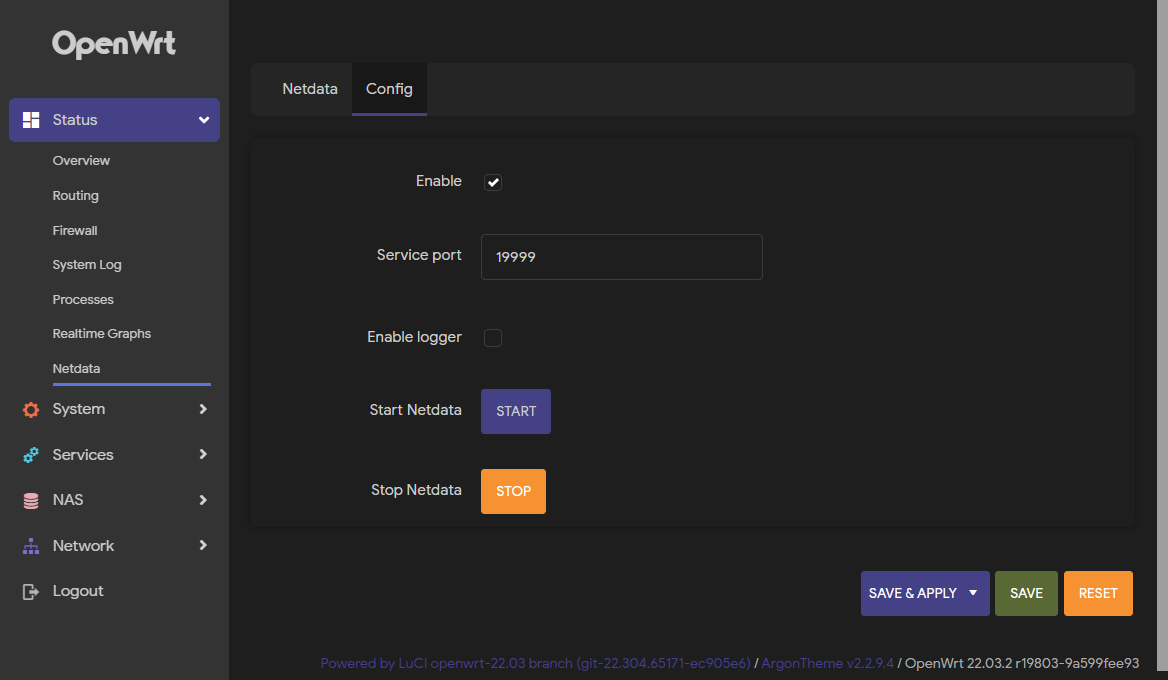 OpenWrt
Status
Overview
Routing
Firewall
System Log
Processes
Realtime Graphs
Netdata
System
Services
NAS
Network
Logout
Netdata Config
Enable
Service port 19999
Enable logger
Start Netdata START
Stop Netdata STOP
SAVE & APPLY SAVE RESET
Powered by LuCI openwrt-22.03 branch (git-22.304.65171-ec905e6) / ArgonTheme v2.2.9.4 / OpenWrt 22.03.2 r19803-9a599fee93